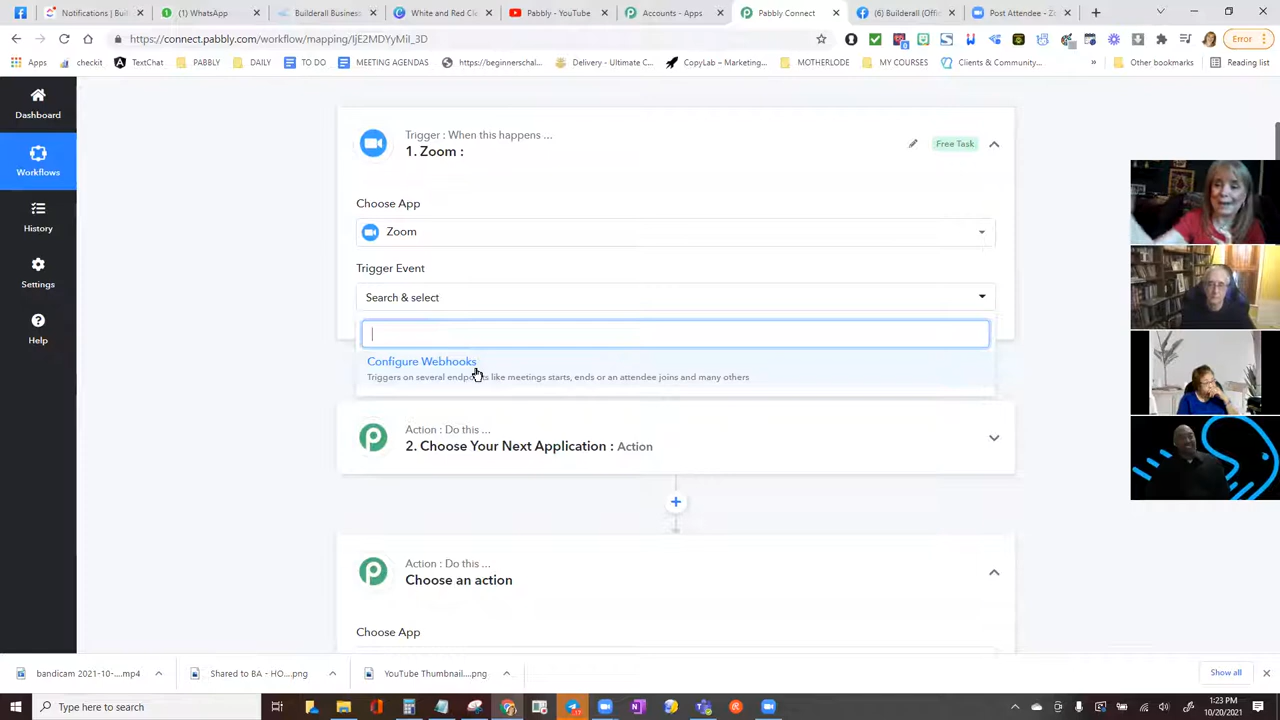 Notifications | Build
(1) WhatsApp
Builderall Business
White and Red Cl
Pabbly - YouTube
Accounts - Apps
Pabbly Connect
(6) Builderall (Offic
Post Attendee - Zo
https://connect.pabbly.com/workflow/mapping/IjE2MDYyMiI_3D
Error
Apps
checkit
TextChat
PABBLY
DAILY
TO DO
MEETING AGENDAS
https://beginnerschal...
Delivery - Ultimate C...
CopyLab – Marketing...
MOTHERLODE
MY COURSES
Clients & Community...
»
Other bookmarks
Reading list
Dashboard
Workflows
History
Settings
Help
Trigger : When this happens ...
1. Zoom :
Free Task
Choose App
Zoom
Trigger Event
Search & select
Configure Webhooks
Triggers on several endpoints like meetings starts, ends or an attendee joins and many others
Action : Do this ...
2. Choose Your Next Application : Action
Action : Do this ...
Choose an action
Choose App
bandicam 2021-10-....mp4
Shared to BA - HO....png
YouTube Thumbnail....png
Show all
Type here to search
1:23 PM
10/20/2021